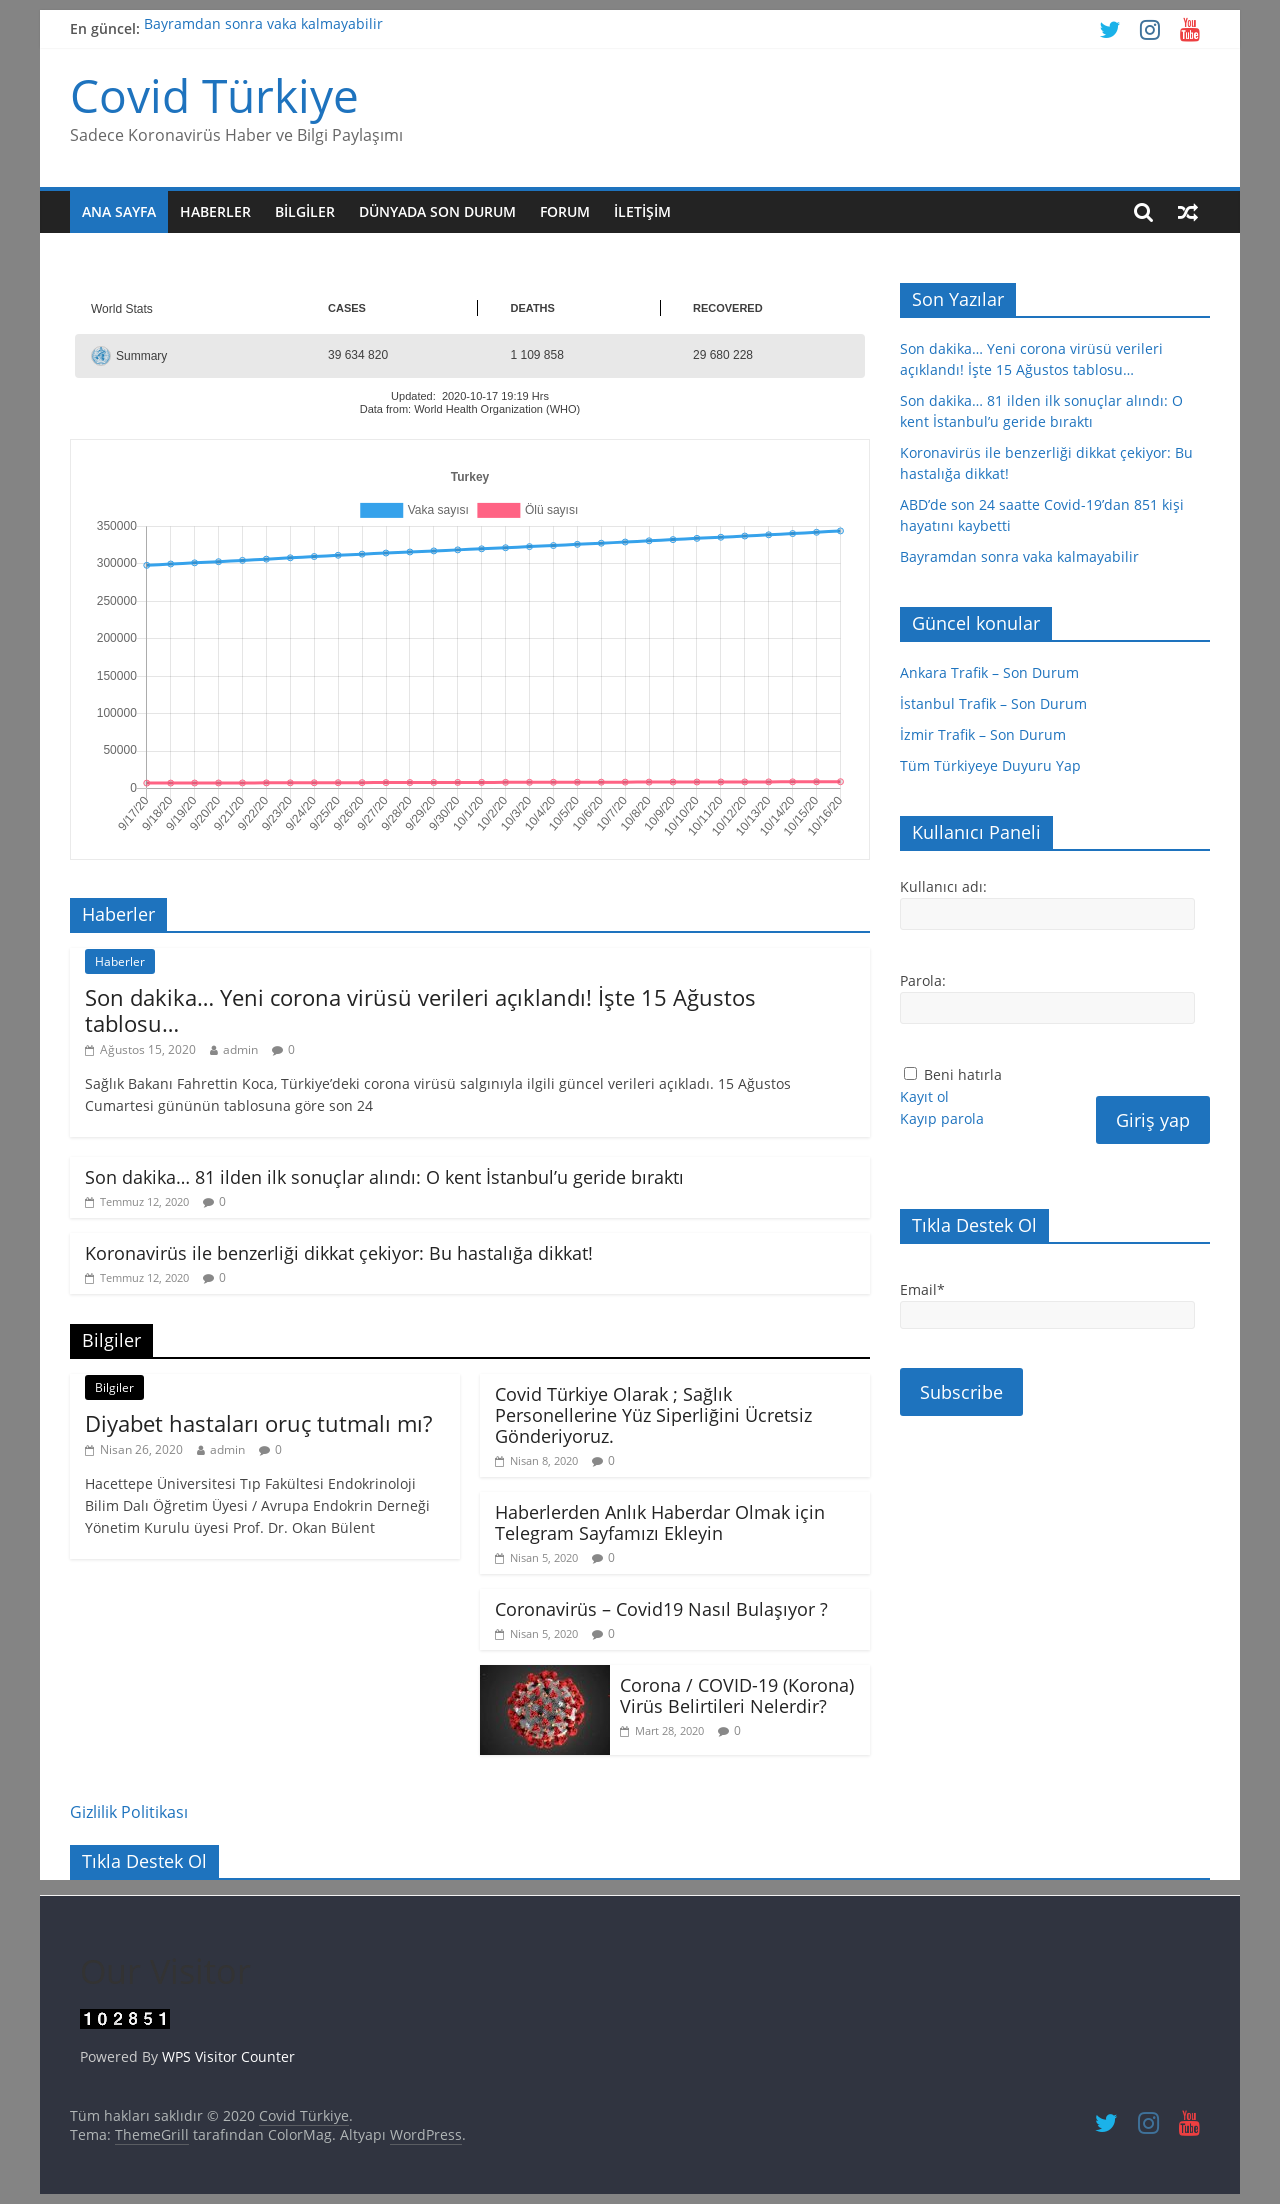 En güncel: Bayramdan sonra vaka kalmayabilir
Covid Türkiye
Sadece Koronavirüs Haber ve Bilgi Paylaşımı
ANA SAYFA HABERLER BİLGİLER DÜNYADA SON DURUM FORUM İLETİŞİM
World Stats CASES DEATHS RECOVERED
Summary 39 634 820 1 109 858 29 680 228
Updated: 2020-10-17 19:19 Hrs
Data from: World Health Organization (WHO)
Turkey
Vaka sayısı Ölü sayısı
350000
300000
250000
200000
150000
100000
50000
0
9/17/20 9/18/20 9/19/20 9/20/20 9/21/20 9/22/20 9/23/20 9/24/20 9/25/20 9/26/20 9/27/20 9/28/20 9/29/20 9/30/20 10/1/20 10/2/20 10/3/20 10/4/20 10/5/20 10/6/20 10/7/20 10/8/20 10/9/20 10/10/20 10/11/20 10/12/20 10/13/20 10/14/20 10/15/20 10/16/20
Haberler
Haberler
Son dakika… Yeni corona virüsü verileri açıklandı! İşte 15 Ağustos
tablosu…
Ağustos 15, 2020 admin 0
Sağlık Bakanı Fahrettin Koca, Türkiye’deki corona virüsü salgınıyla ilgili güncel verileri açıkladı. 15 Ağustos
Cumartesi gününün tablosuna göre son 24
Son dakika… 81 ilden ilk sonuçlar alındı: O kent İstanbul’u geride bıraktı
Temmuz 12, 2020 0
Koronavirüs ile benzerliği dikkat çekiyor: Bu hastalığa dikkat!
Temmuz 12, 2020 0
Bilgiler
Bilgiler
Diyabet hastaları oruç tutmalı mı?
Nisan 26, 2020 admin 0
Hacettepe Üniversitesi Tıp Fakültesi Endokrinoloji
Bilim Dalı Öğretim Üyesi / Avrupa Endokrin Derneği
Yönetim Kurulu üyesi Prof. Dr. Okan Bülent
Covid Türkiye Olarak ; Sağlık
Personellerine Yüz Siperliğini Ücretsiz
Gönderiyoruz.
Nisan 8, 2020 0
Haberlerden Anlık Haberdar Olmak için
Telegram Sayfamızı Ekleyin
Nisan 5, 2020 0
Coronavirüs – Covid19 Nasıl Bulaşıyor ?
Nisan 5, 2020 0
Corona / COVID-19 (Korona)
Virüs Belirtileri Nelerdir?
Mart 28, 2020 0
Son Yazılar
Son dakika… Yeni corona virüsü verileri
açıklandı! İşte 15 Ağustos tablosu…
Son dakika… 81 ilden ilk sonuçlar alındı: O
kent İstanbul’u geride bıraktı
Koronavirüs ile benzerliği dikkat çekiyor: Bu
hastalığa dikkat!
ABD’de son 24 saatte Covid-19’dan 851 kişi
hayatını kaybetti
Bayramdan sonra vaka kalmayabilir
Güncel konular
Ankara Trafik – Son Durum
İstanbul Trafik – Son Durum
İzmir Trafik – Son Durum
Tüm Türkiyeye Duyuru Yap
Kullanıcı Paneli
Kullanıcı adı:
Parola:
Beni hatırla
Kayıt ol
Kayıp parola
Giriş yap
Tıkla Destek Ol
Email*
Subscribe
Gizlilik Politikası
Tıkla Destek Ol
Our Visitor
102851
Powered By WPS Visitor Counter
Tüm hakları saklıdır © 2020 Covid Türkiye.
Tema: ThemeGrill tarafından ColorMag. Altyapı WordPress.
You
Tube
You
Tube